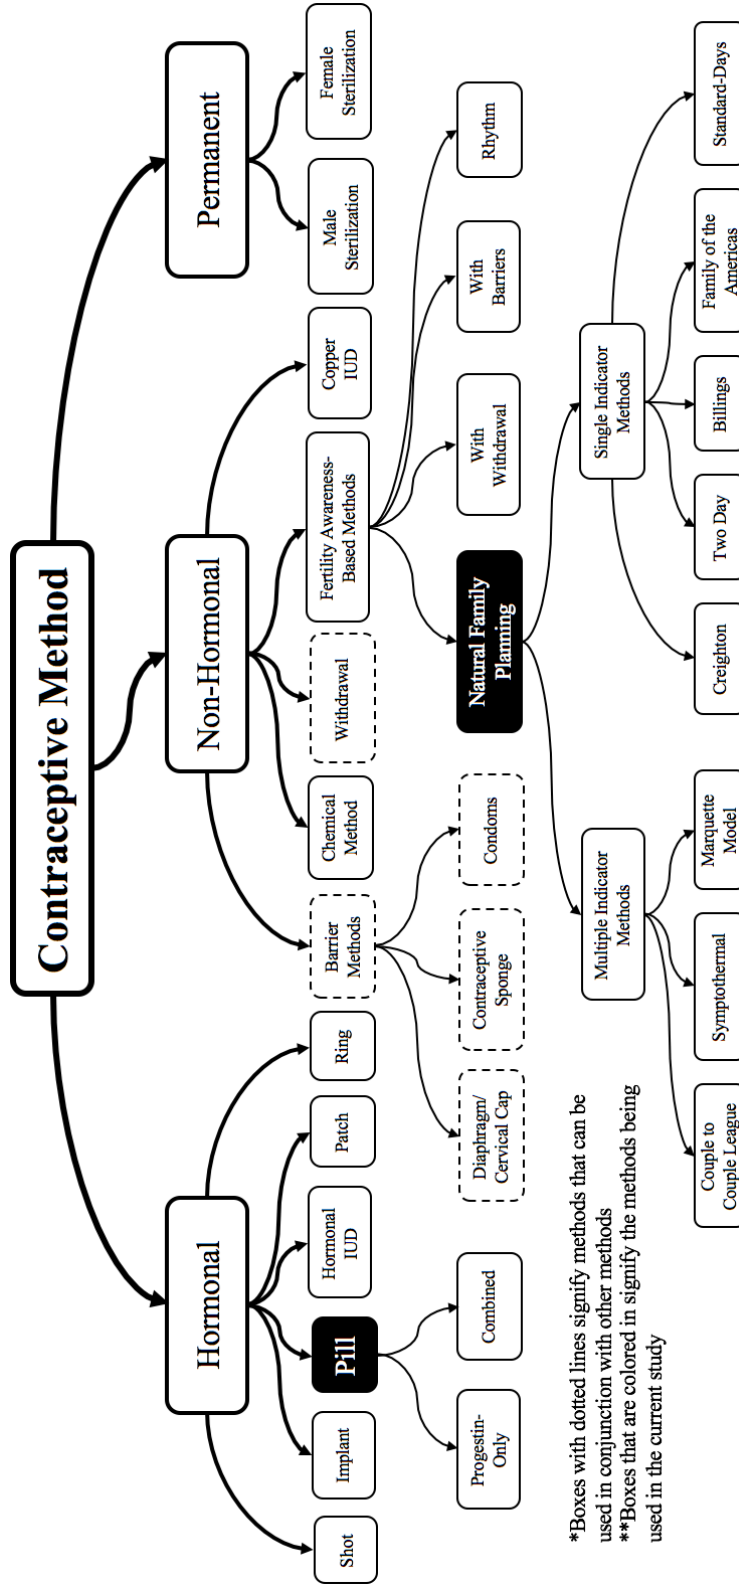 Contraceptive Method
Hormonal
Non-Hormonal
Permanent
Shot
Implant
Pill
Hormonal
IUD
Patch
Ring
Barrier
Methods
Chemical
Method
Withdrawal
Fertility Awareness-
Based Methods
Copper
IUD
Male
Sterilization
Female
Sterilization
Progestin-
Only
Combined
Diaphragm/
Cervical Cap
Contraceptive
Sponge
Condoms
Natural Family
Planning
With
Withdrawal
With
Barriers
Rhythm
Multiple Indicator
Methods
Single Indicator
Methods
Couple to
Couple League
Symptothermal
Marquette
Model
Creighton
Two Day
Billings
Family of the
Americas
Standard-Days
*Boxes with dotted lines signify methods that can be
used in conjunction with other methods
**Boxes that are colored in signify the methods being
used in the current study